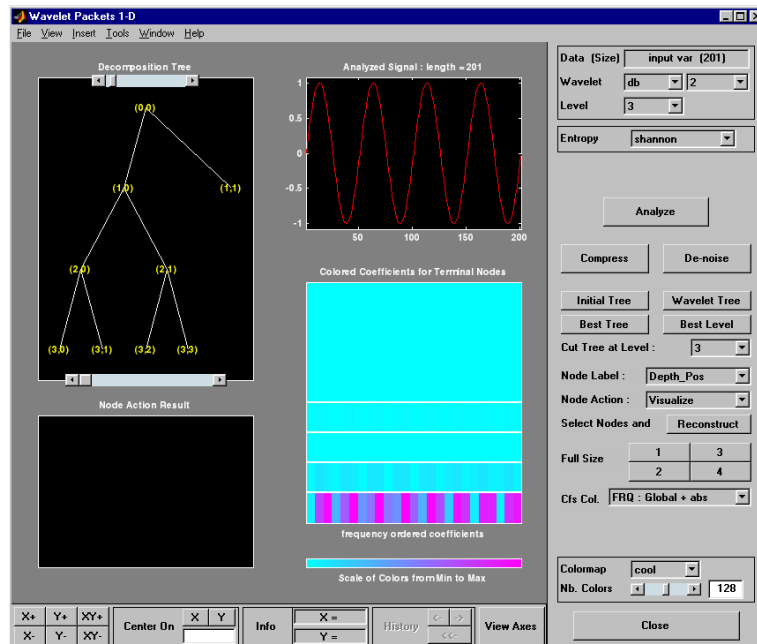 Wavelet Packets 1-D
File View Insert Tools Window Help
Decomposition Tree
(0,0)
(1,0) (1,1)
(2,0) (2,1)
(3,0) (3,1) (3,2) (3,3)
Node Action Result
Analyzed Signal : length = 201
1
0.5
0
-0.5
-1
50 100 150 200
Colored Coefficients for Terminal Nodes
frequency ordered coefficients
Scale of Colors from Min to Max
Data (Size) input var (201)
Wavelet db 2
Level 3
Entropy shannon
Analyze
Compress De-noise
Initial Tree Wavelet Tree
Best Tree Best Level
Cut Tree at Level : 3
Node Label : Depth_Pos
Node Action : Visualize
Select Nodes and Reconstruct
Full Size 1 3
2 4
Cfs Col. FRQ : Global + abs
Colormap cool
Nb. Colors 128
Close
X+ Y+ XY+
X- Y- XY-
Center On X Y
Info X =
Y =
History <- ->
<<-
View Axes